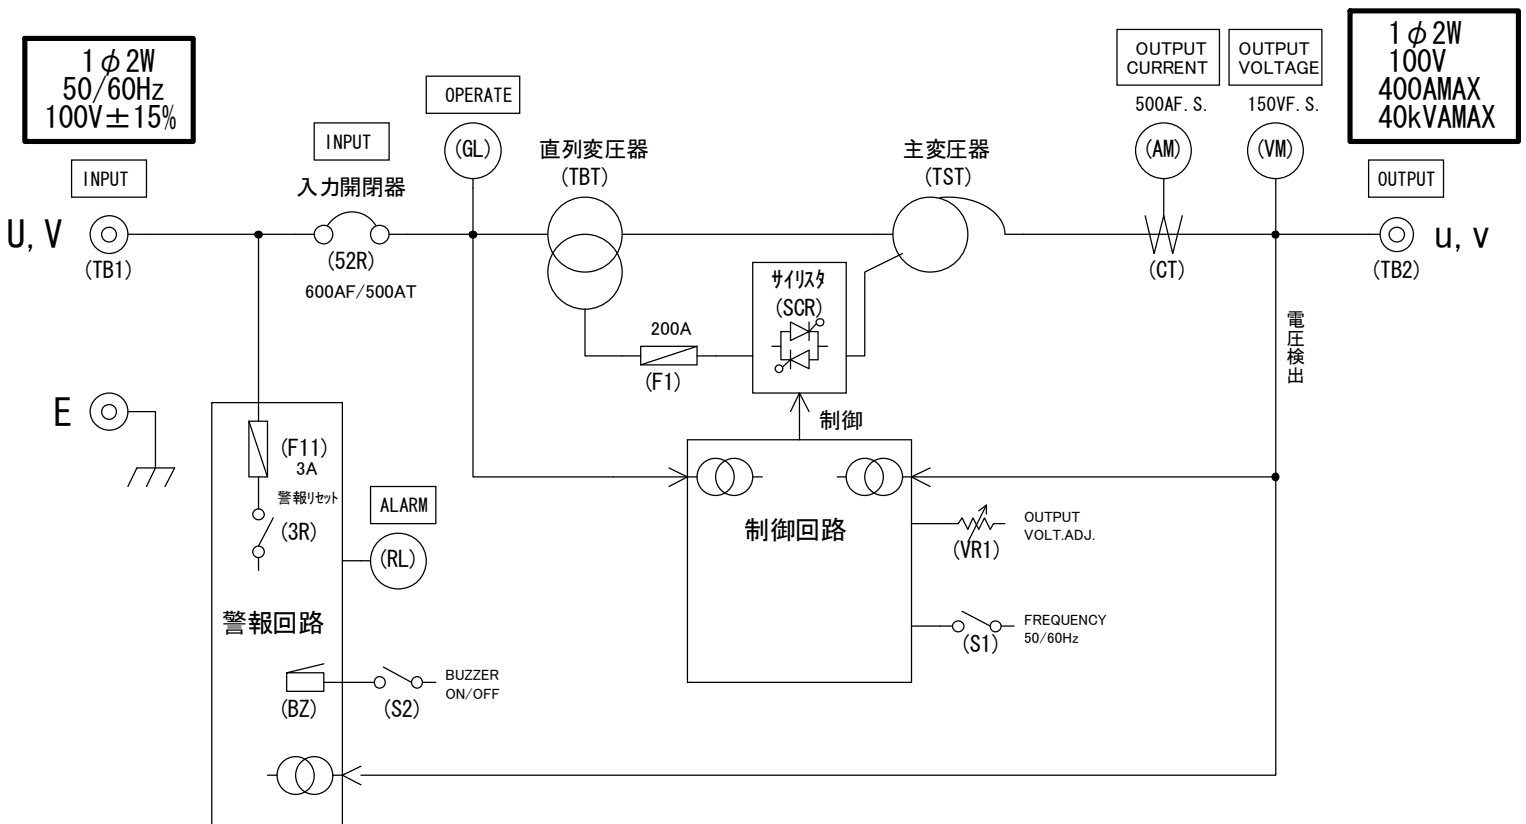 1φ2W
50/60Hz
100V±15%
INPUT
U, V
(TB1)
INPUT
入力開閉器
(52R)
600AF/500AT
OPERATE
(GL)
直列変圧器
(TBT)
主変圧器
(TST)
OUTPUT
CURRENT
500AF.S.
(AM)
(CT)
OUTPUT
VOLTAGE
150VF.S.
(VM)
1φ2W
100V
400AMAX
40kVAMAX
OUTPUT
u, v
(TB2)
サイリスタ
(SCR)
200A
(F1)
電圧検出
E
制御
(F11)
3A
警報リセット
(3R)
ALARM
(RL)
制御回路
OUTPUT
VOLT.ADJ.
(VR1)
警報回路
FREQUENCY
50/60Hz
(S1)
BUZZER
ON/OFF
(BZ)
(S2)